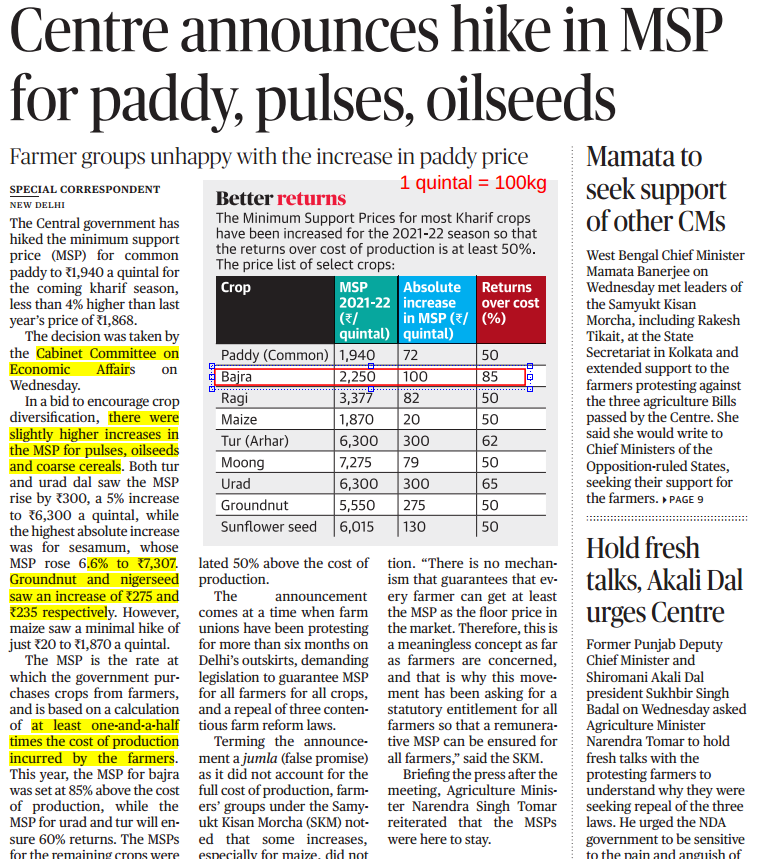 Centre announces hike in MSP
for paddy, pulses, oilseeds
Farmer groups unhappy with the increase in paddy price
SPECIAL CORRESPONDENT
NEW DELHI
The Central government has
hiked the minimum support
price (MSP) for common
paddy to ₹1,940 a quintal for
the coming kharif season,
less than 4% higher than last
year's price of ₹1,868.
The decision was taken by
the Cabinet Committee on
Economic Affairs on
Wednesday.
In a bid to encourage crop
diversification, there were
slightly higher increases in
the MSP for pulses, oilseeds
and coarse cereals. Both tur
and urad dal saw the MSP
rise by ₹300, a 5% increase
to ₹6,300 a quintal, while
the highest absolute increase
was for sesamum, whose
MSP rose 6.6% to ₹7,307.
Groundnut and nigerseed
saw an increase of ₹275 and
₹235 respectively. However,
maize saw a minimal hike of
just ₹20 to ₹1,870 a quintal.
The MSP is the rate at
which the government pur-
chases crops from farmers,
and is based on a calculation
of at least one-and-a-half
times the cost of production
incurred by the farmers.
This year, the MSP for bajra
was set at 85% above the cost
of production, while the
MSP for urad and tur will en-
sure 60% returns. The MSPs
for the remaining crops were
1 quintal = 100kg
Better returns
The Minimum Support Prices for most Kharif crops
have been increased for the 2021-22 season so that
the returns over cost of production is at least 50%.
The price list of select crops:
Crop MSP 2021-22 (₹/ quintal) Absolute increase in MSP (₹/ quintal) Returns over cost (%)
Paddy (Common) 1,940 72 50
Bajra 2,250 100 85
Ragi 3,377 82 50
Maize 1,870 20 50
Tur (Arhar) 6,300 300 62
Moong 7,275 79 50
Urad 6,300 300 65
Groundnut 5,550 275 50
Sunflower seed 6,015 130 50
lated 50% above the cost of
production.
The announcement
comes at a time when farm
unions have been protesting
for more than six months on
Delhi's outskirts, demanding
legislation to guarantee MSP
for all farmers for all crops,
and a repeal of three conten-
tious farm reform laws.
Terming the announce-
ment a jumla (false promise)
as it did not account for the
full cost of production, farm-
ers' groups under the Samy-
ukt Kisan Morcha (SKM) not-
ed that some increases,
especially for maize, did not
tion. "There is no mechan-
ism that guarantees that ev-
ery farmer can get at least
the MSP as the floor price in
the market. Therefore, this is
a meaningless concept as far
as farmers are concerned,
and that is why this move-
ment has been asking for a
statutory entitlement for all
farmers so that a remunera-
tive MSP can be ensured for
all farmers," said the SKM.
Briefing the press after the
meeting, Agriculture Minis-
ter Narendra Singh Tomar
reiterated that the MSPs
were here to stay.
Mamata to
seek support
of other CMs
West Bengal Chief Minister
Mamata Banerjee on
Wednesday met leaders of
the Samyukt Kisan
Morcha, including Rakesh
Tikait, at the State
Secretariat in Kolkata and
extended support to the
farmers protesting against
the three agriculture Bills
passed by the Centre. She
said she would write to
Chief Ministers of the
Opposition-ruled States,
seeking their support for
the farmers. ▸ PAGE 9
Hold fresh
talks, Akali Dal
urges Centre
Former Punjab Deputy
Chief Minister and
Shiromani Akali Dal
president Sukhbir Singh
Badal on Wednesday asked
Agriculture Minister
Narendra Tomar to hold
fresh talks with the
protesting farmers to
understand why they were
seeking repeal of the three
laws. He urged the NDA
government to be sensitive
to the pain and anguish of